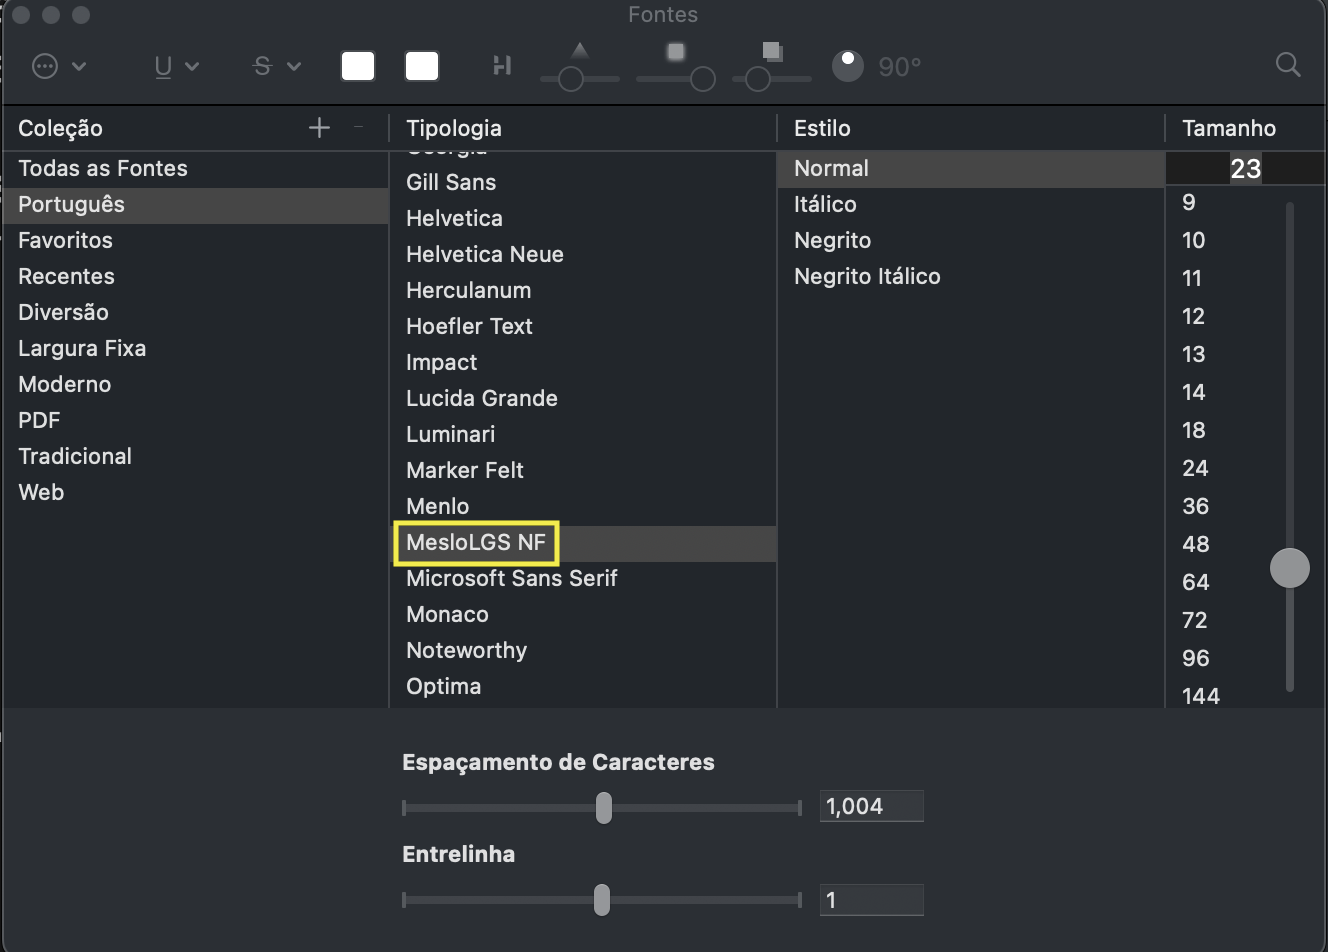 Fontes
U
S
90°
Coleção
Todas as Fontes
Português
Favoritos
Recentes
Diversão
Largura Fixa
Moderno
PDF
Tradicional
Web
Tipologia
Georgia
Gill Sans
Helvetica
Helvetica Neue
Herculanum
Hoefler Text
Impact
Lucida Grande
Luminari
Marker Felt
Menlo
MesloLGS NF
Microsoft Sans Serif
Monaco
Noteworthy
Optima
Estilo
Normal
Itálico
Negrito
Negrito Itálico
Tamanho
23
9
10
11
12
13
14
18
24
36
48
64
72
96
144
Espaçamento de Caracteres
1,004
Entrelinha
1